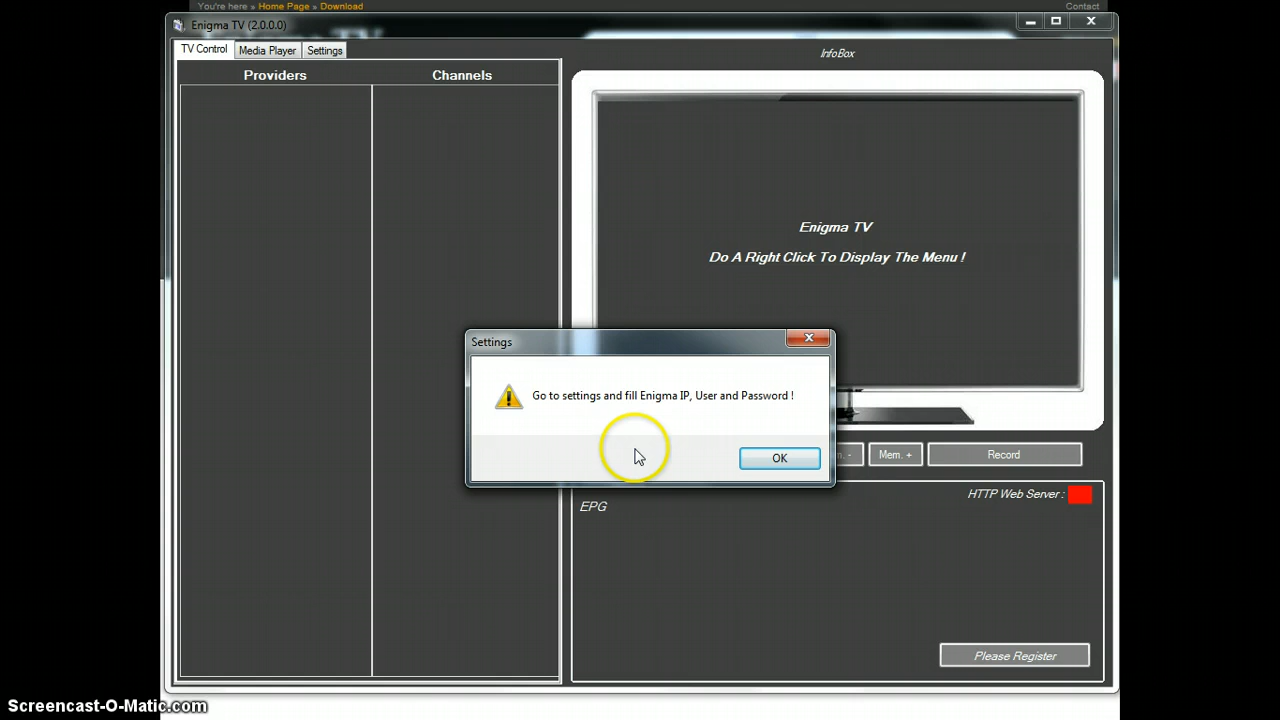 You're here » Home Page » Download
Contact
Enigma TV (2.0.0.0)
TV Control
Media Player
Settings
InfoBox
Providers
Channels
Enigma TV
Do A Right Click To Display The Menu !
Settings
Go to settings and fill Enigma IP, User and Password !
OK
Mem. +
Record
HTTP Web Server :
EPG
Please Register
Screencast-O-Matic.com